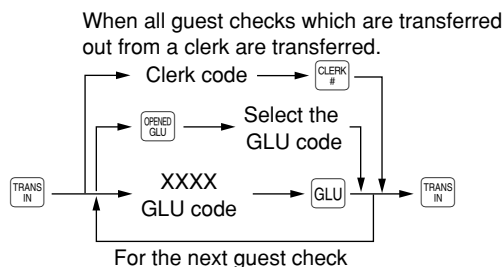 When all guest checks which are transferred
out from a clerk are transferred.
Clerk code
CLERK
#
OPENED
GLU
Select the
GLU code
TRANS
IN
XXXX
GLU code
GLU
TRANS
IN
For the next guest check